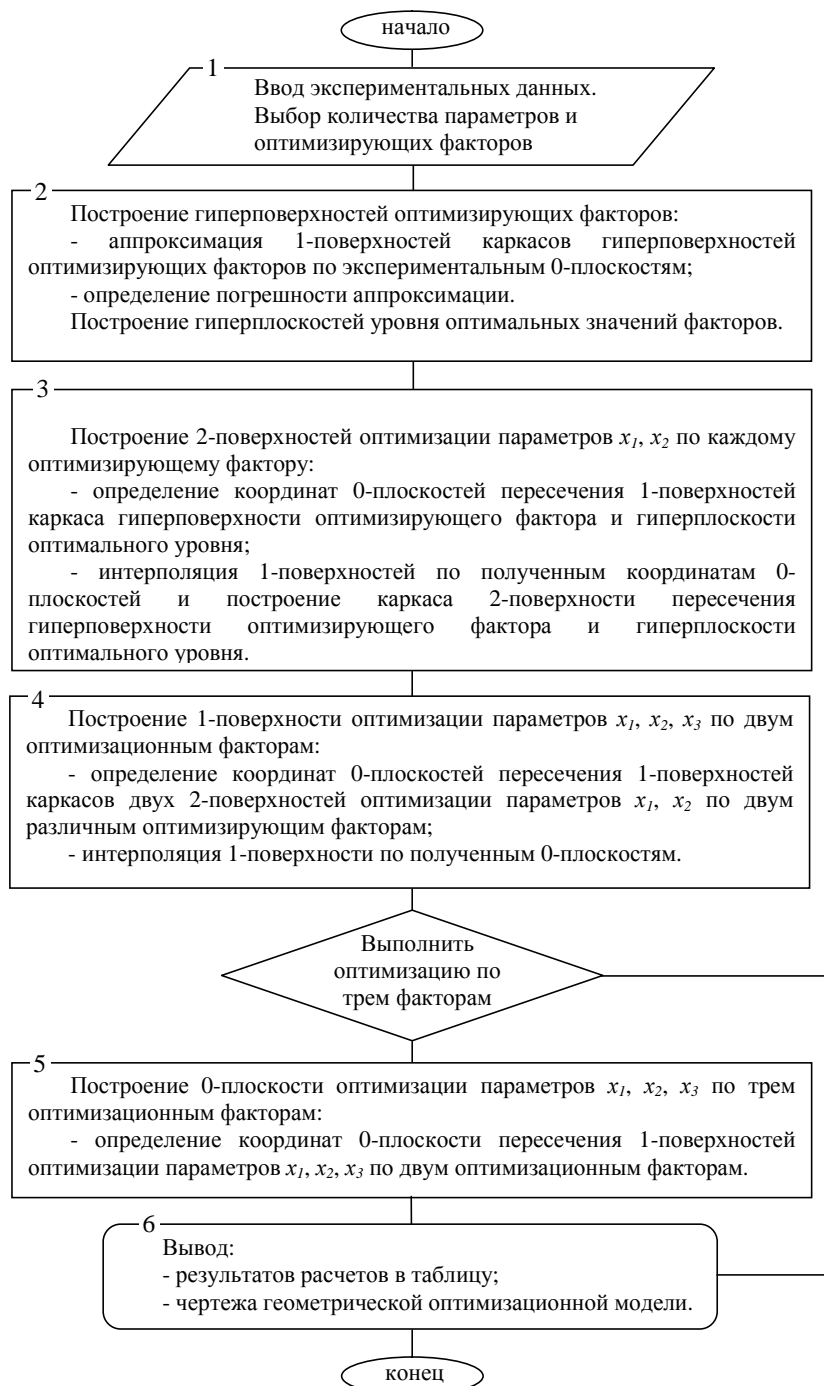 начало
1
Ввод экспериментальных данных.
Выбор количества параметров и
оптимизирующих факторов
2
Построение гиперповерхностей оптимизирующих факторов:
- аппроксимация 1-поверхностей каркасов гиперповерхностей
оптимизирующих факторов по экспериментальным 0-плоскостям;
- определение погрешности аппроксимации.
Построение гиперплоскостей уровня оптимальных значений факторов.
3
Построение 2-поверхностей оптимизации параметров x1, x2 по каждому
оптимизирующему фактору:
- определение координат 0-плоскостей пересечения 1-поверхностей
каркаса гиперповерхности оптимизирующего фактора и гиперплоскости
оптимального уровня;
- интерполяция 1-поверхностей по полученным координатам 0-
плоскостей и построение каркаса 2-поверхности пересечения
гиперповерхности оптимизирующего фактора и гиперплоскости
оптимального уровня.
4
Построение 1-поверхности оптимизации параметров x1, x2, x3 по двум
оптимизационным факторам:
- определение координат 0-плоскостей пересечения 1-поверхностей
каркасов двух 2-поверхностей оптимизации параметров x1, x2 по двум
различным оптимизирующим факторам;
- интерполяция 1-поверхности по полученным 0-плоскостям.
Выполнить
оптимизацию по
трем факторам
5
Построение 0-плоскости оптимизации параметров x1, x2, x3 по трем
оптимизационным факторам:
- определение координат 0-плоскости пересечения 1-поверхностей
оптимизации параметров x1, x2, x3 по двум оптимизационным факторам.
6
Вывод:
- результатов расчетов в таблицу;
- чертежа геометрической оптимизационной модели.
конец